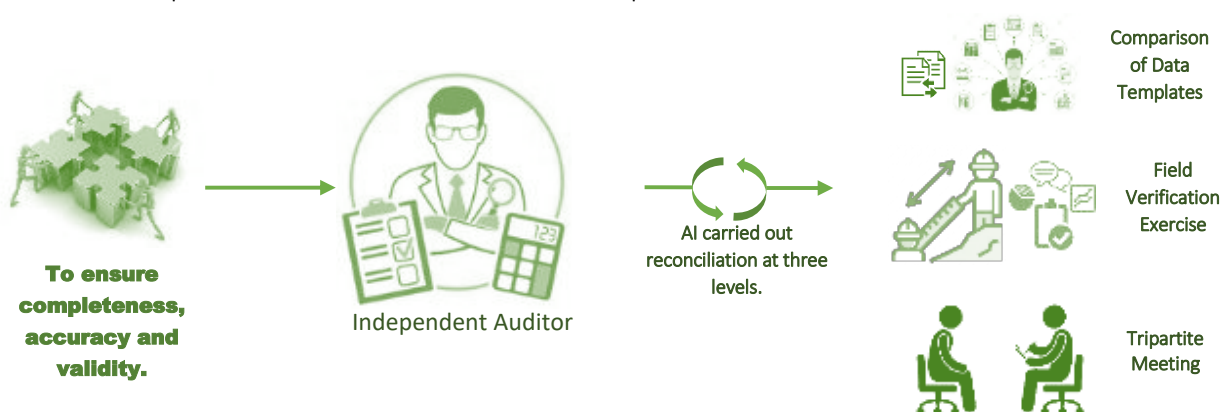 To ensure
completeness,
accuracy and
validity.
123
Independent Auditor
AI carried out
reconciliation at three
levels.
Comparison
of Data
Templates
Field
Verification
Exercise
Tripartite
Meeting